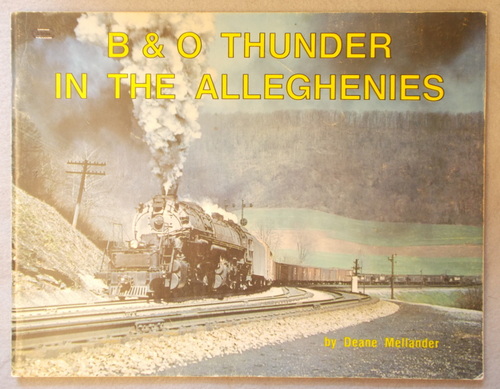 B & O THUNDER
IN THE ALLEGHENIES
by Deane Mellander